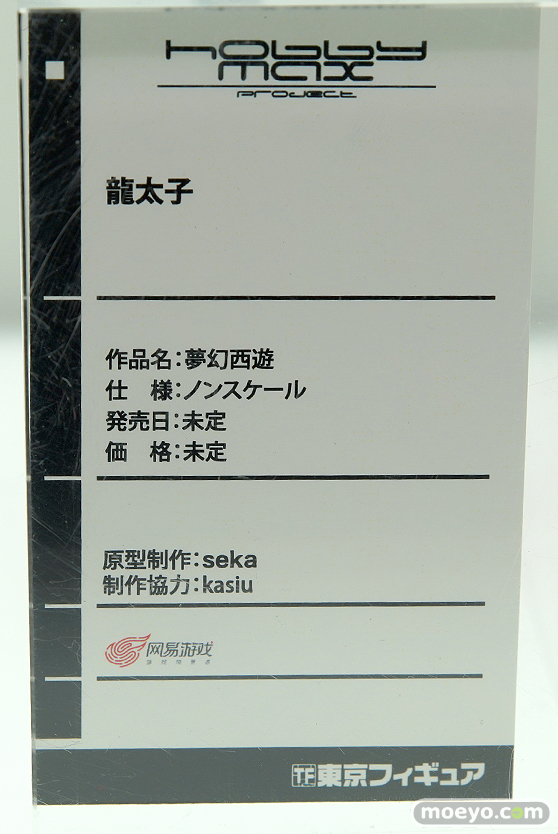 hobby
max
project
龍太子
作品名:夢幻西遊
仕　様:ノンスケール
発売日:未定
価　格:未定
原型制作:seka
制作協力:kasiu
网易游戏
TF東京フィギュア
moeyo.com